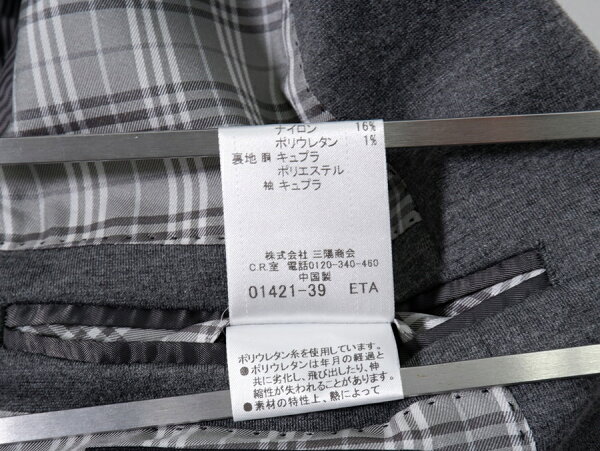 ナイロン 16%
ポリウレタン 1%
裏地 胴 キュプラ
ポリエステル
袖 キュプラ
株式会社 三陽商会
C.R.室 電話0120-340-460
中国製
01421-39 ETA
ポリウレタン糸を使用しています。
●ポリウレタンは年月の経過と
共に劣化し、飛び出したり、伸
縮性が失われることがあります。
●素材の特性上、熱によって